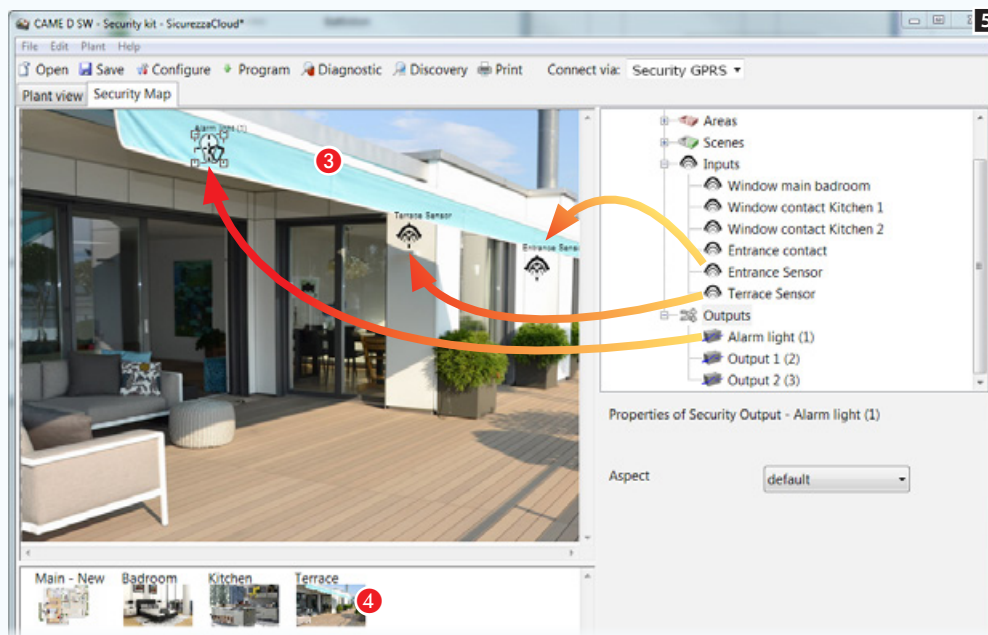 CAME D SW - Security kit - SicurezzaCloud*
5
File Edit Plant Help
Open Save Configure Program Diagnostic Discovery Print Connect via: Security GPRS
Plant view Security Map
Alarm light (1)
3
Terrace Sensor
Entrance Senso
Areas
Scenes
Inputs
Window main badroom
Window contact Kitchen 1
Window contact Kitchen 2
Entrance contact
Entrance Sensor
Terrace Sensor
Outputs
Alarm light (1)
Output 1 (2)
Output 2 (3)
Properties of Security Output - Alarm light (1)
Aspect default
Main - New Badroom Kitchen Terrace
4